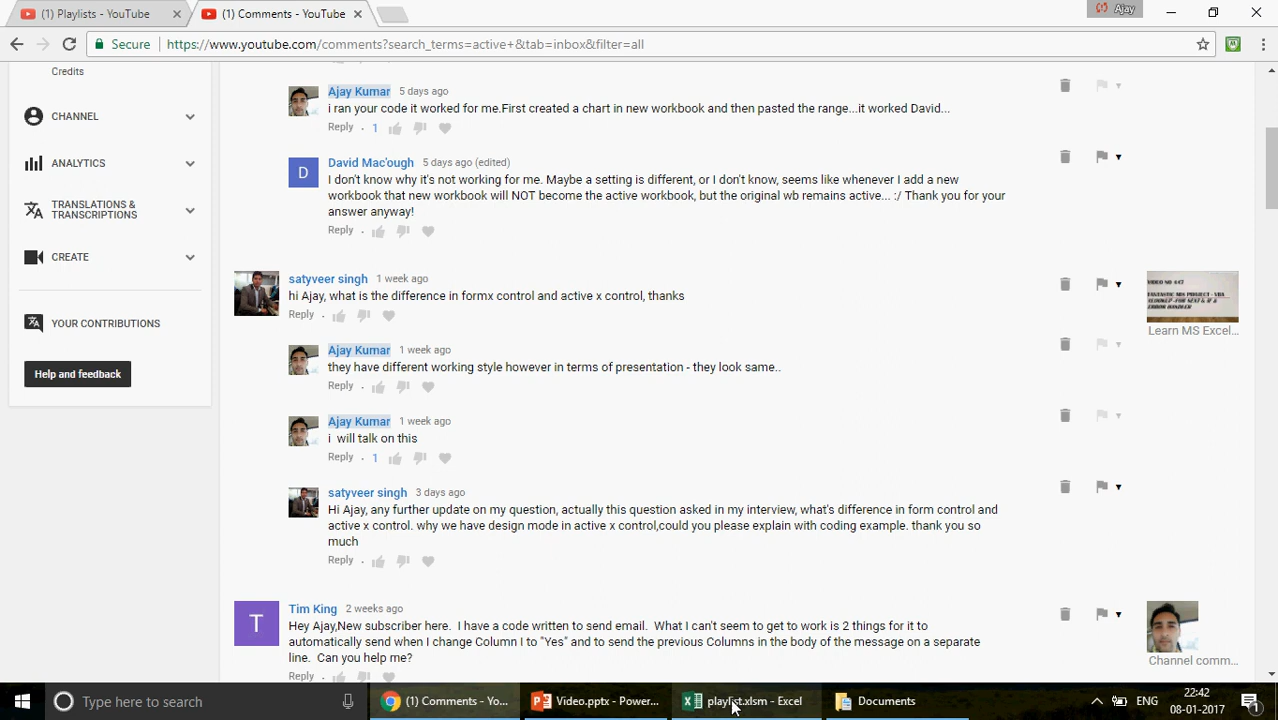 (1) Playlists - YouTube
(1) Comments - YouTube
Ajay
Secure
https://www.youtube.com/comments?search_terms=active+&tab=inbox&filter=all
Credits
CHANNEL
ANALYTICS
TRANSLATIONS &
TRANSCRIPTIONS
CREATE
YOUR CONTRIBUTIONS
Help and feedback
Ajay Kumar 5 days ago
i ran your code it worked for me.First created a chart in new workbook and then pasted the range...it worked David...
Reply . 1
D
David Mac'ough 5 days ago (edited)
I don't know why it's not working for me. Maybe a setting is different, or I don't know, seems like whenever I add a new
workbook that new workbook will NOT become the active workbook, but the original wb remains active... :/ Thank you for your
answer anyway!
Reply .
satyveer singh 1 week ago
hi Ajay, what is the difference in formx control and active x control, thanks
Reply .
VIDEO NO 447
Learn MS Excel...
Ajay Kumar 1 week ago
they have different working style however in terms of presentation - they look same..
Reply .
Ajay Kumar 1 week ago
i will talk on this
Reply . 1
satyveer singh 3 days ago
Hi Ajay, any further update on my question, actually this question asked in my interview, what's difference in form control and
active x control. why we have design mode in active x control,could you please explain with coding example. thank you so
much
Reply .
T
Tim King 2 weeks ago
Hey Ajay,New subscriber here. I have a code written to send email. What I can't seem to get to work is 2 things for it to
automatically send when I change Column I to "Yes" and to send the previous Columns in the body of the message on a separate
line. Can you help me?
Reply .
Channel comm...
Type here to search
(1) Comments - Yo...
Video.pptx - Power...
playlist.xlsm - Excel
Documents
ENG
22:42
08-01-2017
1